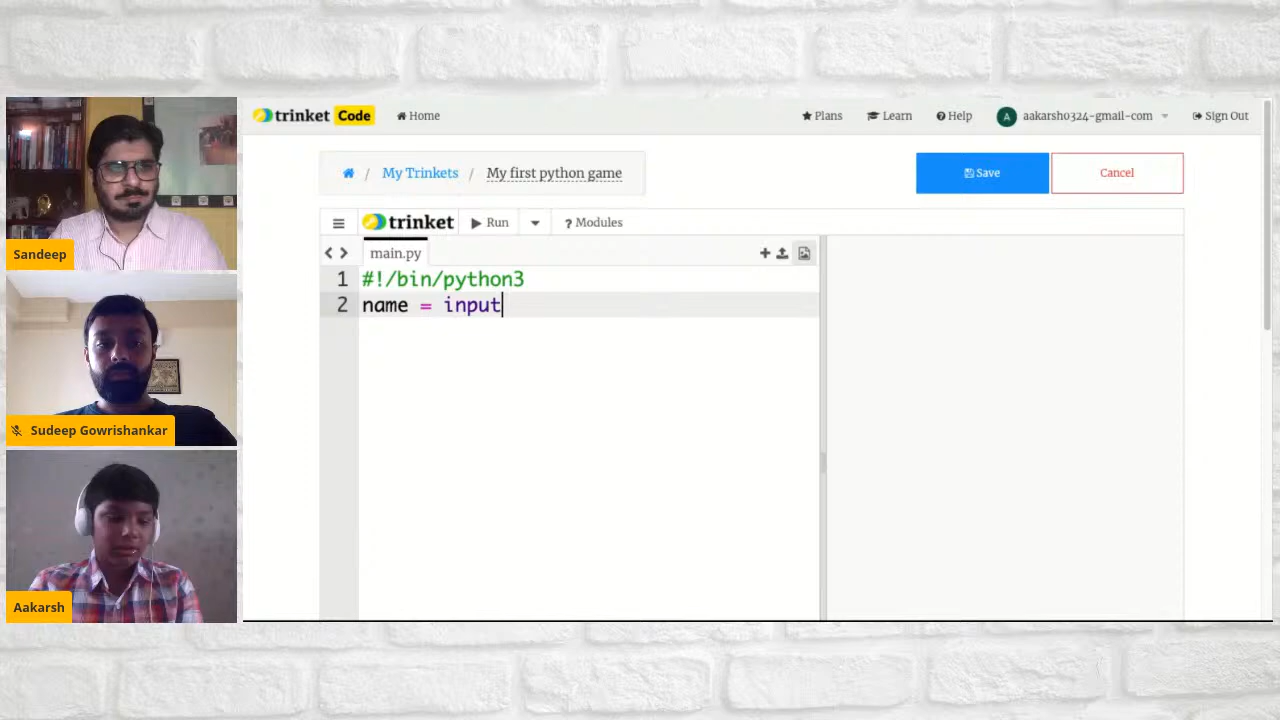 Sandeep
Sudeep Gowrishankar
Aakarsh
trinket Code Home Plans Learn Help A aakarsh0324-gmail-com Sign Out
/ My Trinkets / My first python game Save Cancel
trinket Run ? Modules
main.py
1 #!/bin/python3
2 name = input